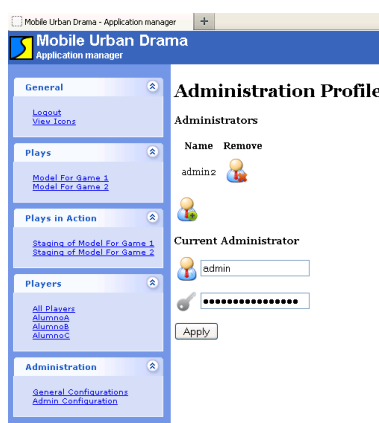 Mobile Urban Drama - Application manager
Mobile Urban Drama
Application manager
General
Logout
View Icons
Plays
Model For Game 1
Model For Game 2
Plays in Action
Staging of Model For Game 1
Staging of Model For Game 2
Players
All Players
AlumnoA
AlumnoB
AlumnoC
Administration
General Configurations
Admin Configuration
Administration Profile
Administrators
Name Remove
admin2
Current Administrator
admin
Apply